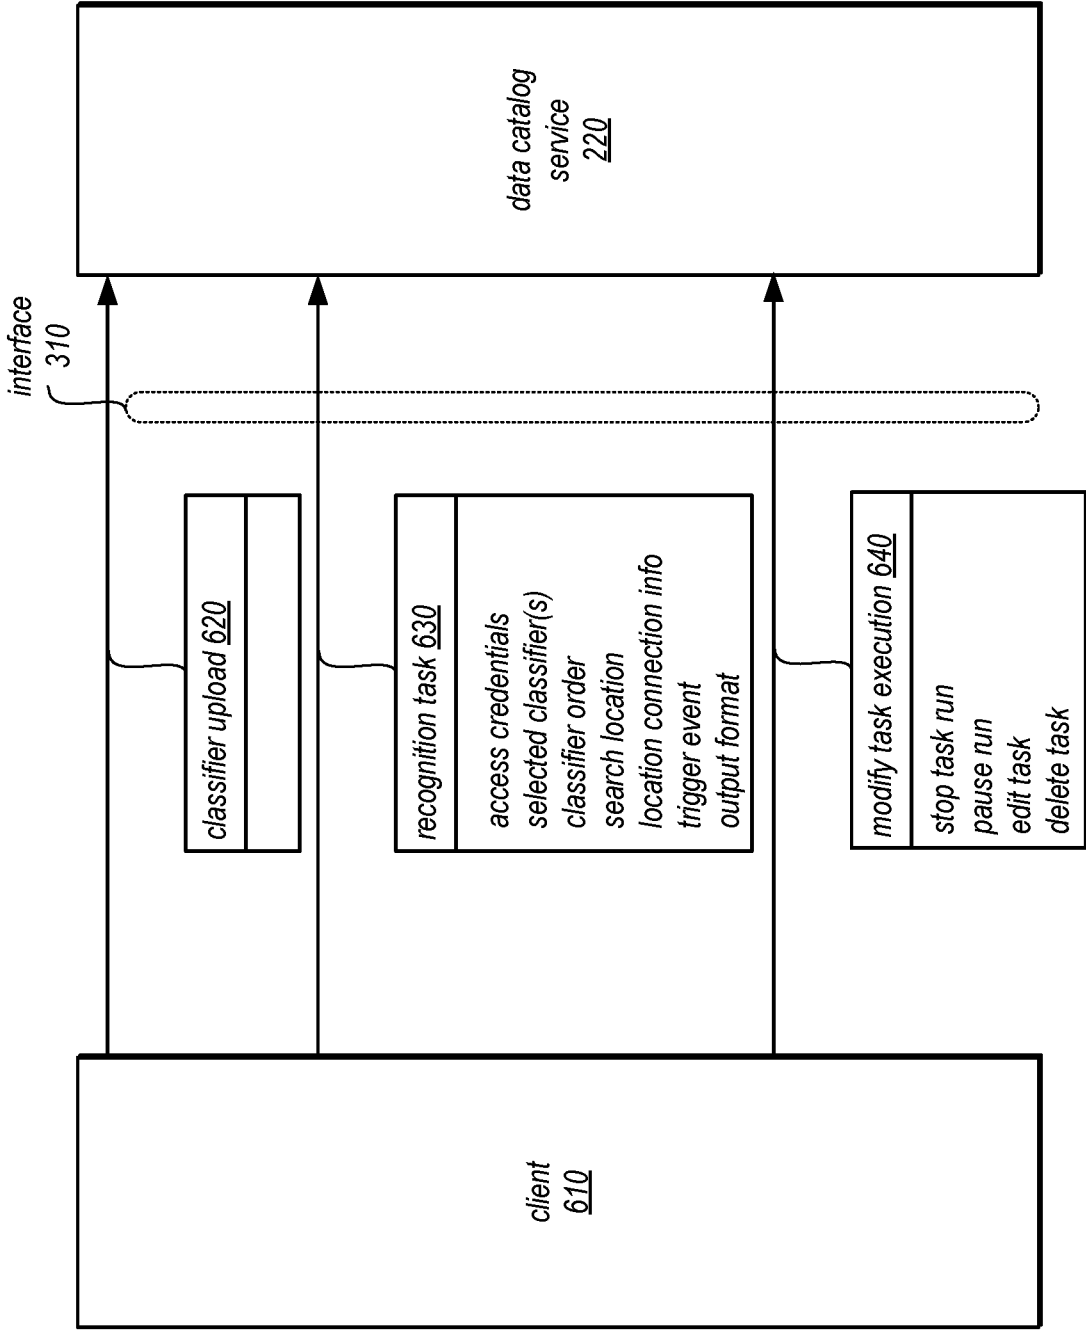 interface
310
client
610
data catalog
service
220
classifier upload 620
recognition task 630
access credentials
selected classifier(s)
classifier order
search location
location connection info
trigger event
output format
modify task execution 640
stop task run
pause run
edit task
delete task